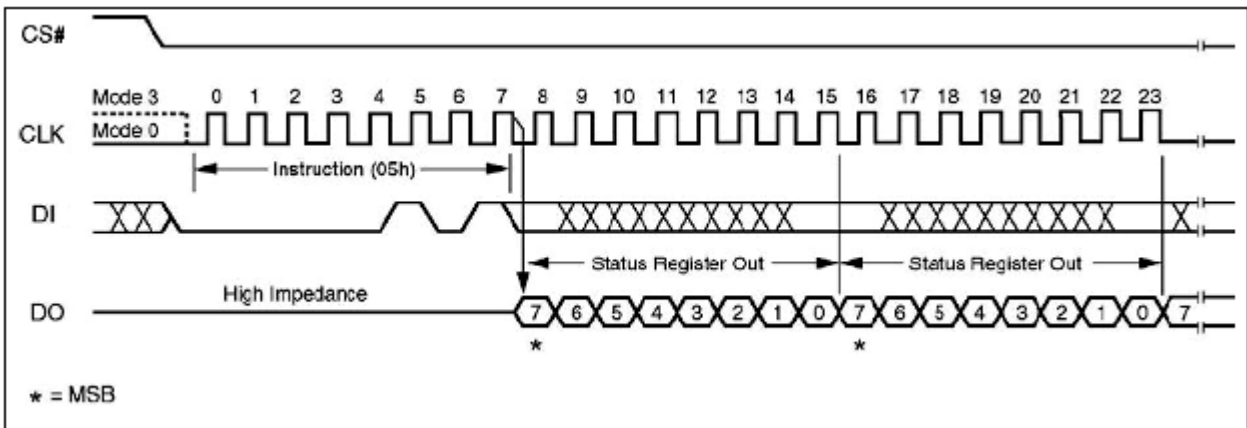 CS#
Mode 3
0 1 2 3 4 5 6 7 8 9 10 11 12 13 14 15 16 17 18 19 20 21 22 23
CLK
Mode 0
Instruction (05h)
DI
Status Register Out
Status Register Out
High Impedance
DO
7 6 5 4 3 2 1 0 7 6 5 4 3 2 1 0 7
* *
* = MSB